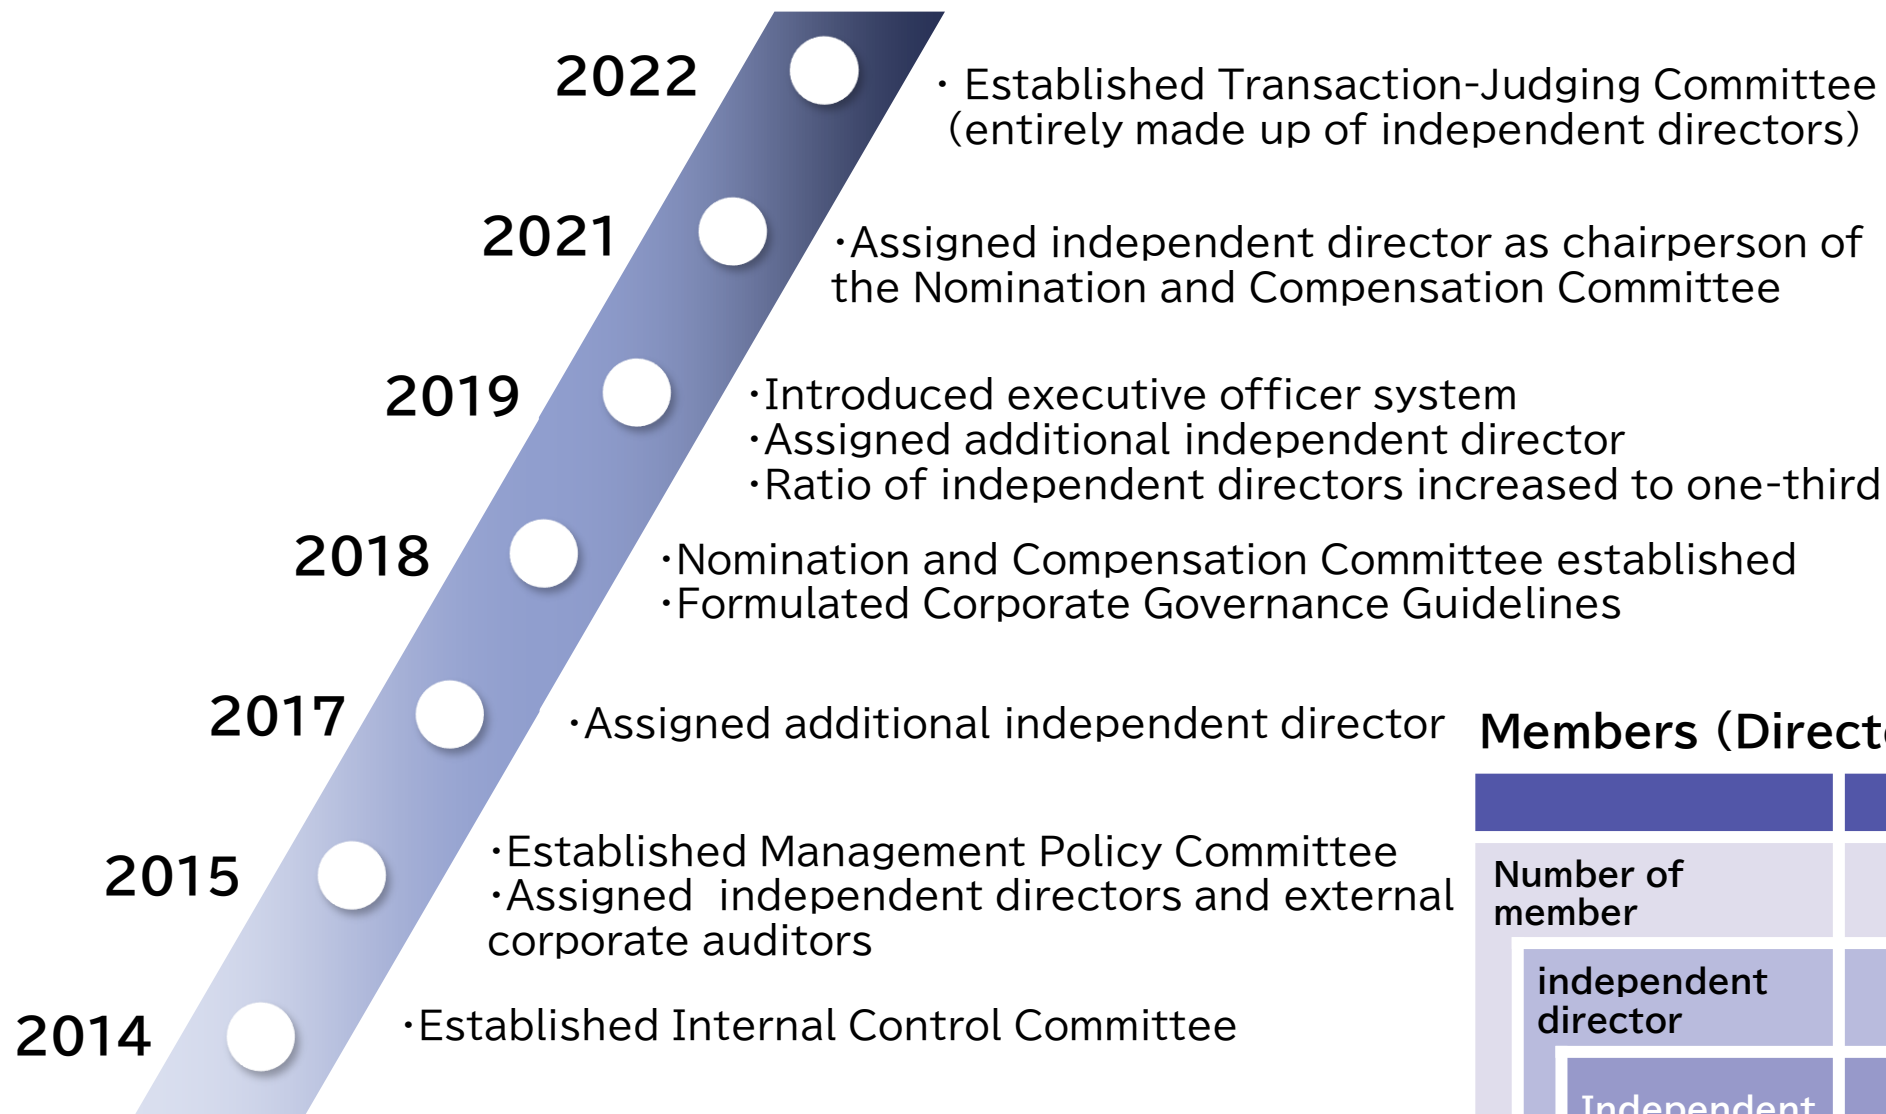 2022
・Established Transaction-Judging Committee
(entirely made up of independent directors)
2021
・Assigned independent director as chairperson of
the Nomination and Compensation Committee
2019
・Introduced executive officer system
・Assigned additional independent director
・Ratio of independent directors increased to one-third
2018
・Nomination and Compensation Committee established
・Formulated Corporate Governance Guidelines
2017
・Assigned additional independent director
2015
・Established Management Policy Committee
・Assigned independent directors and external
corporate auditors
2014
・Established Internal Control Committee
Members (Direct
Number of
member
independent
director
Independent